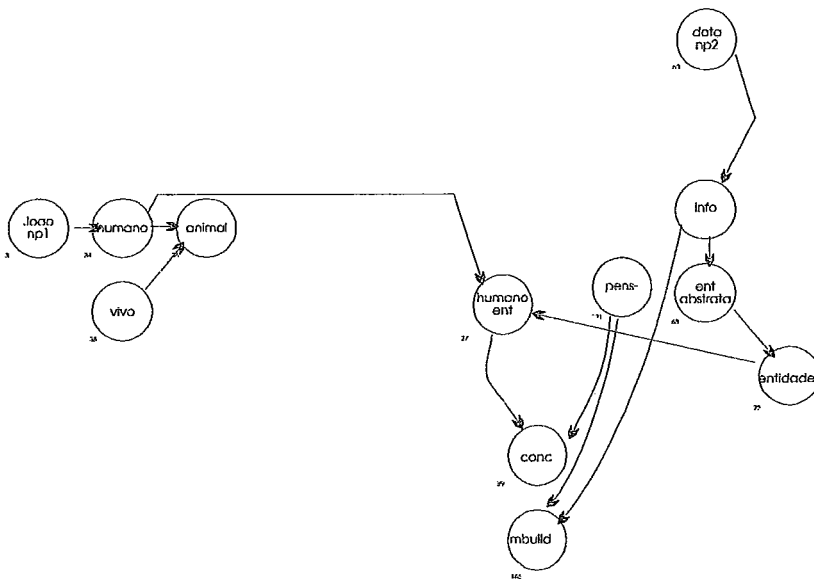 data
np2
Joao
np1
humano
animal
info
vivo
humano
ent
pens-
ent
abstrata
entidade
conc
mbuild